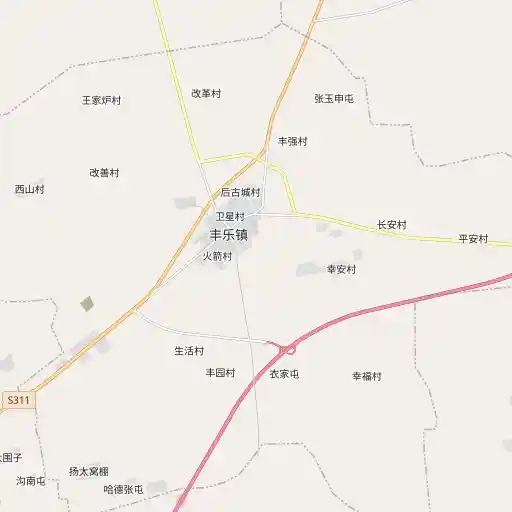 改革村
王家炉村
张玉申屯
丰强村
改善村
西山村
后古城村
卫星村
长安村
丰乐镇
平安村
火箭村
幸安村
生活村
丰园村
衣家屯
幸福村
S311
围子
扬太窝棚
沟南屯
哈德张屯